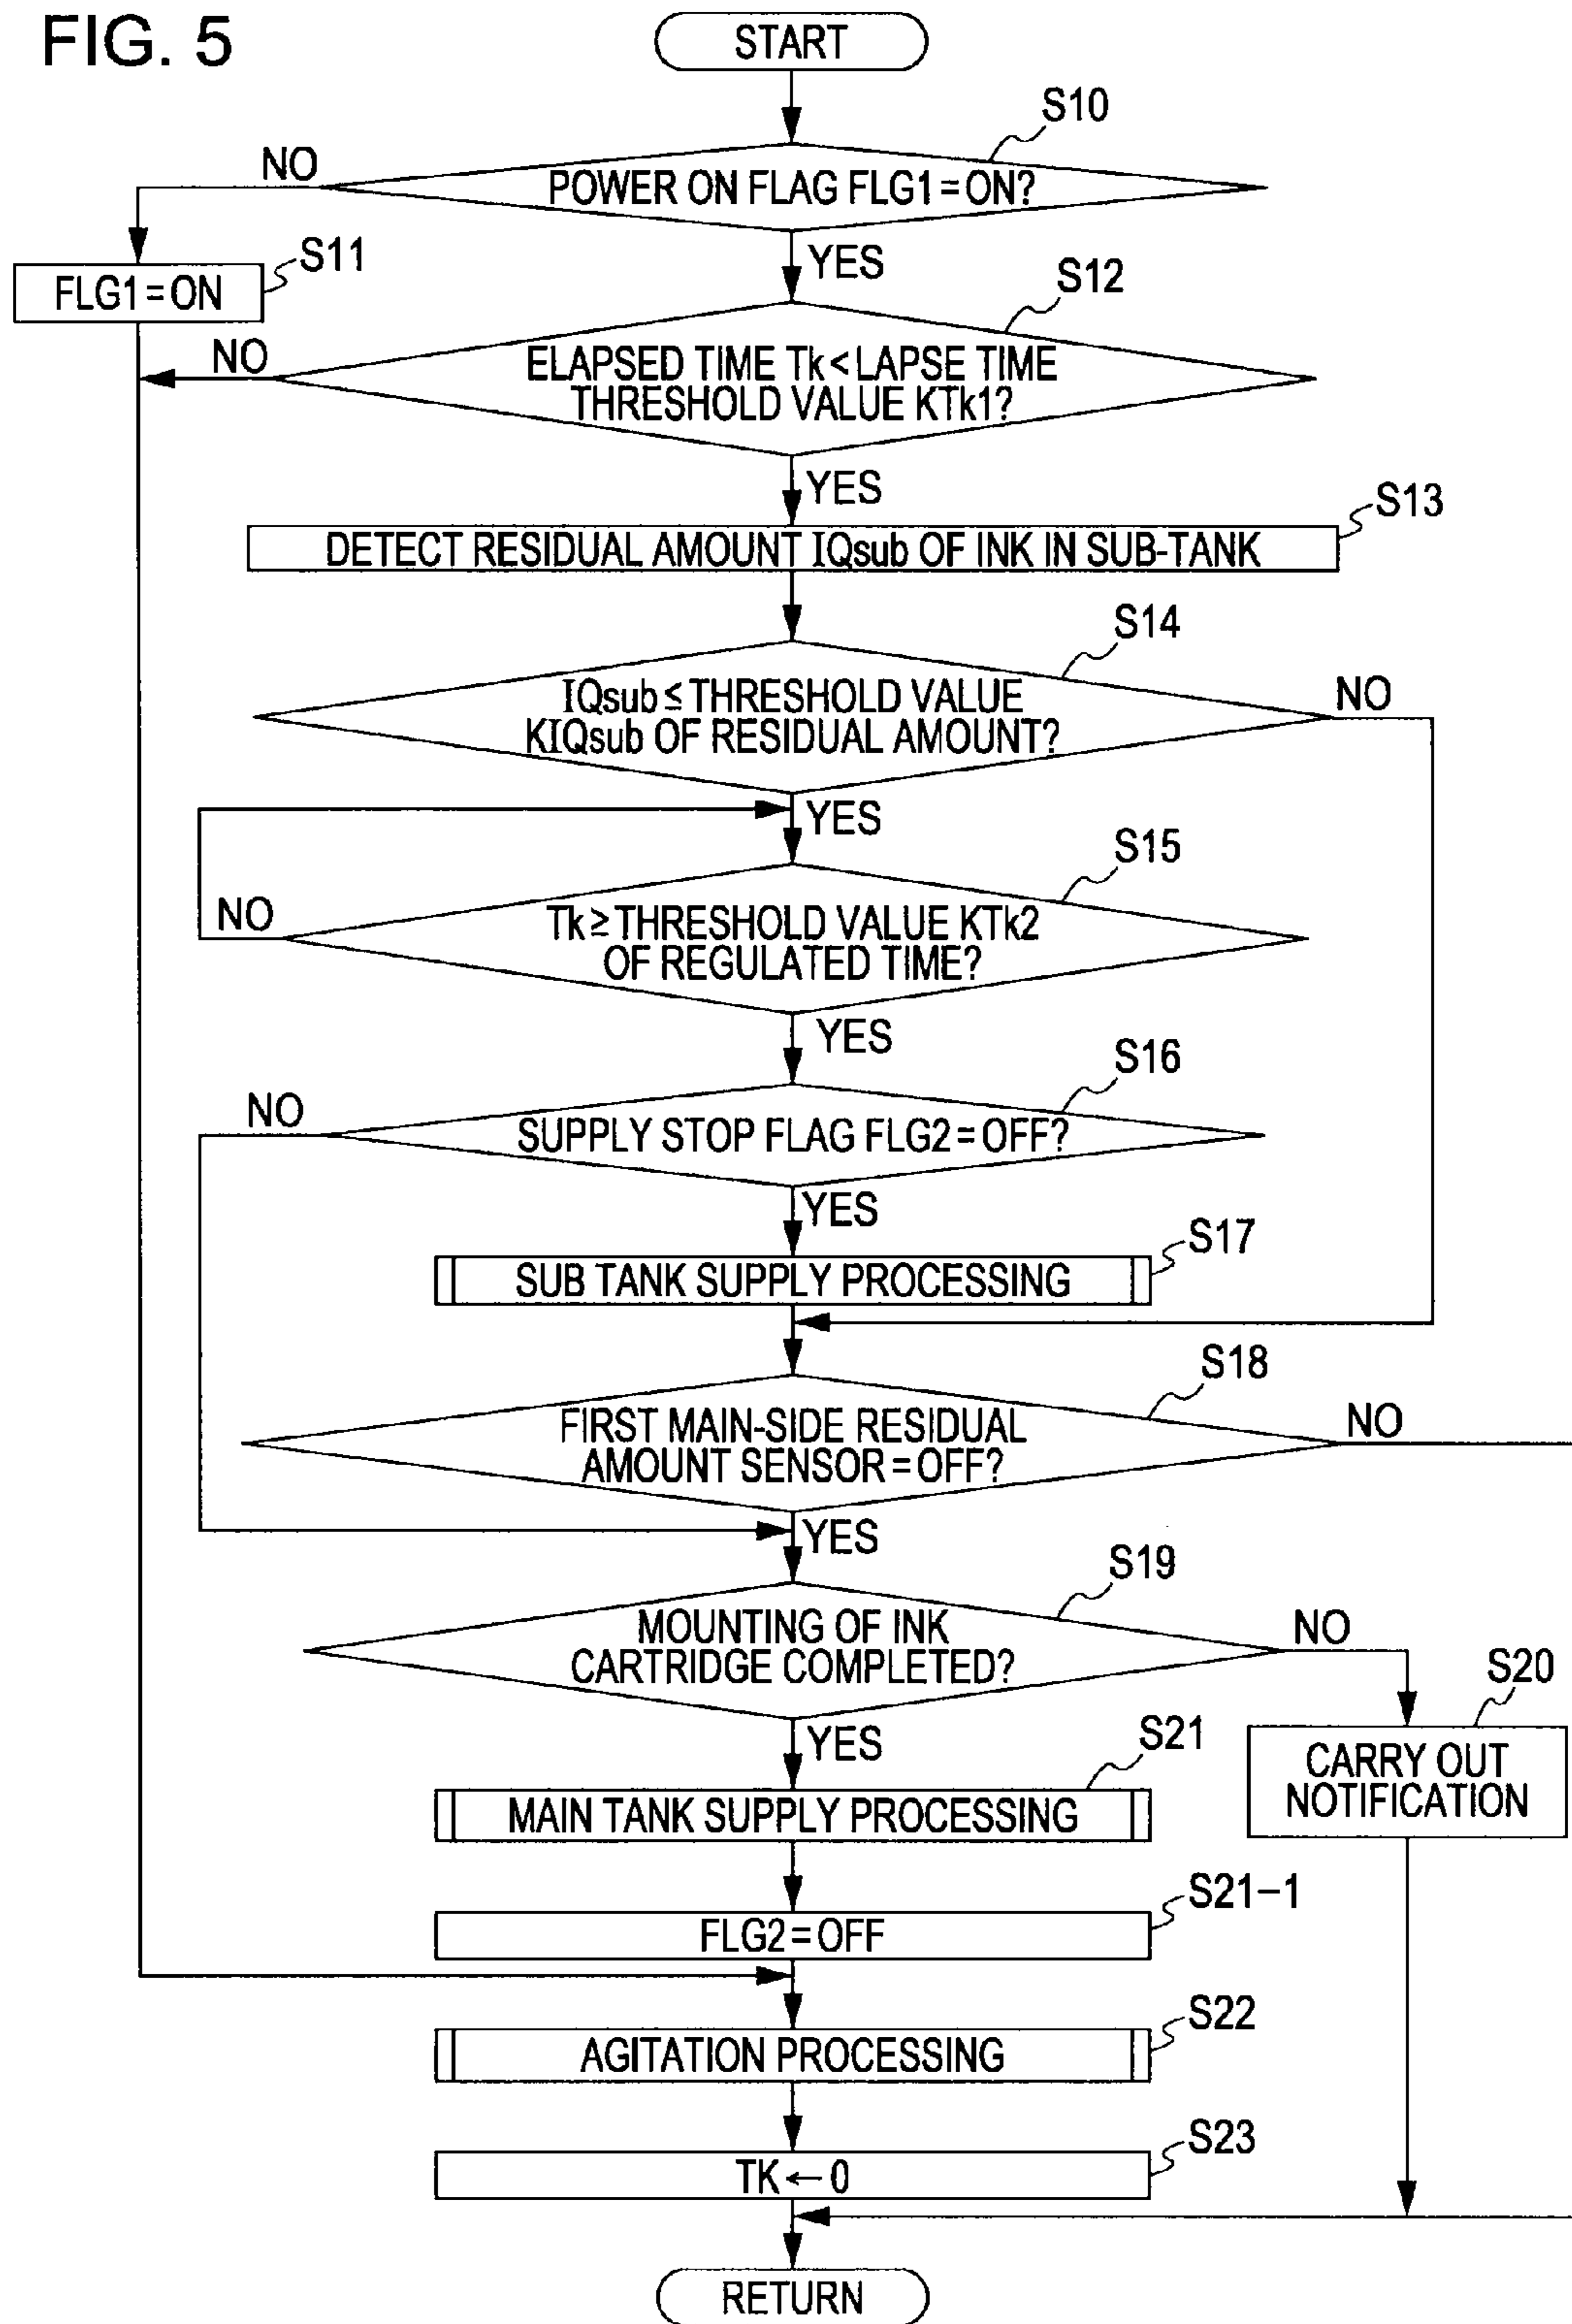 FIG. 5
START
S10
NO
POWER ON FLAG FLG1=ON?
YES
S11
FLG1=ON
S12
NO
ELAPSED TIME Tk<LAPSE TIME
THRESHOLD VALUE KTk1?
YES
S13
DETECT RESIDUAL AMOUNT IQsub OF INK IN SUB-TANK
S14
IQsub≤THRESHOLD VALUE
KIQsub OF RESIDUAL AMOUNT?
NO
YES
S15
NO
Tk≥THRESHOLD VALUE KTk2
OF REGULATED TIME?
YES
S16
NO
SUPPLY STOP FLAG FLG2=OFF?
YES
S17
SUB TANK SUPPLY PROCESSING
S18
FIRST MAIN-SIDE RESIDUAL
AMOUNT SENSOR=OFF?
NO
YES
S19
MOUNTING OF INK
CARTRIDGE COMPLETED?
NO
S20
CARRY OUT
NOTIFICATION
YES
S21
MAIN TANK SUPPLY PROCESSING
S21-1
FLG2=OFF
S22
AGITATION PROCESSING
S23
TK←0
RETURN